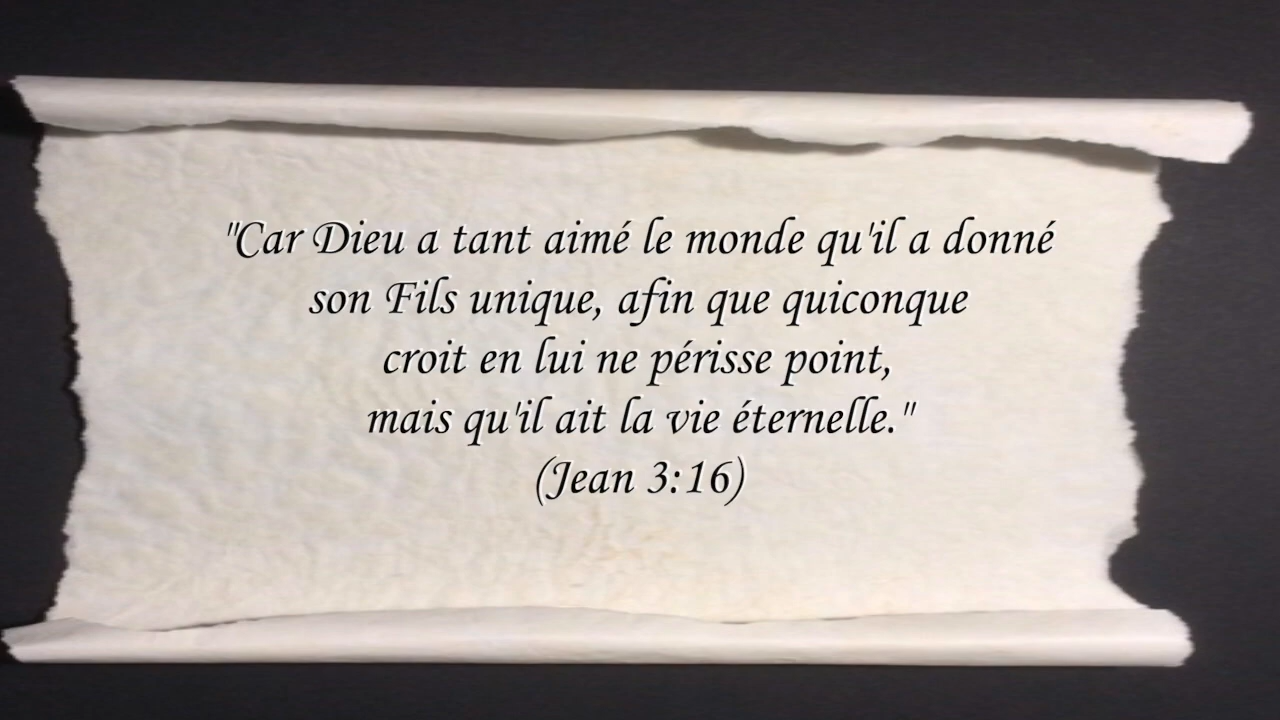 "Car Dieu a tant aimé le monde qu'il a donné
son Fils unique, afin que quiconque
croit en lui ne périsse point,
mais qu'il ait la vie éternelle."
(Jean 3:16)